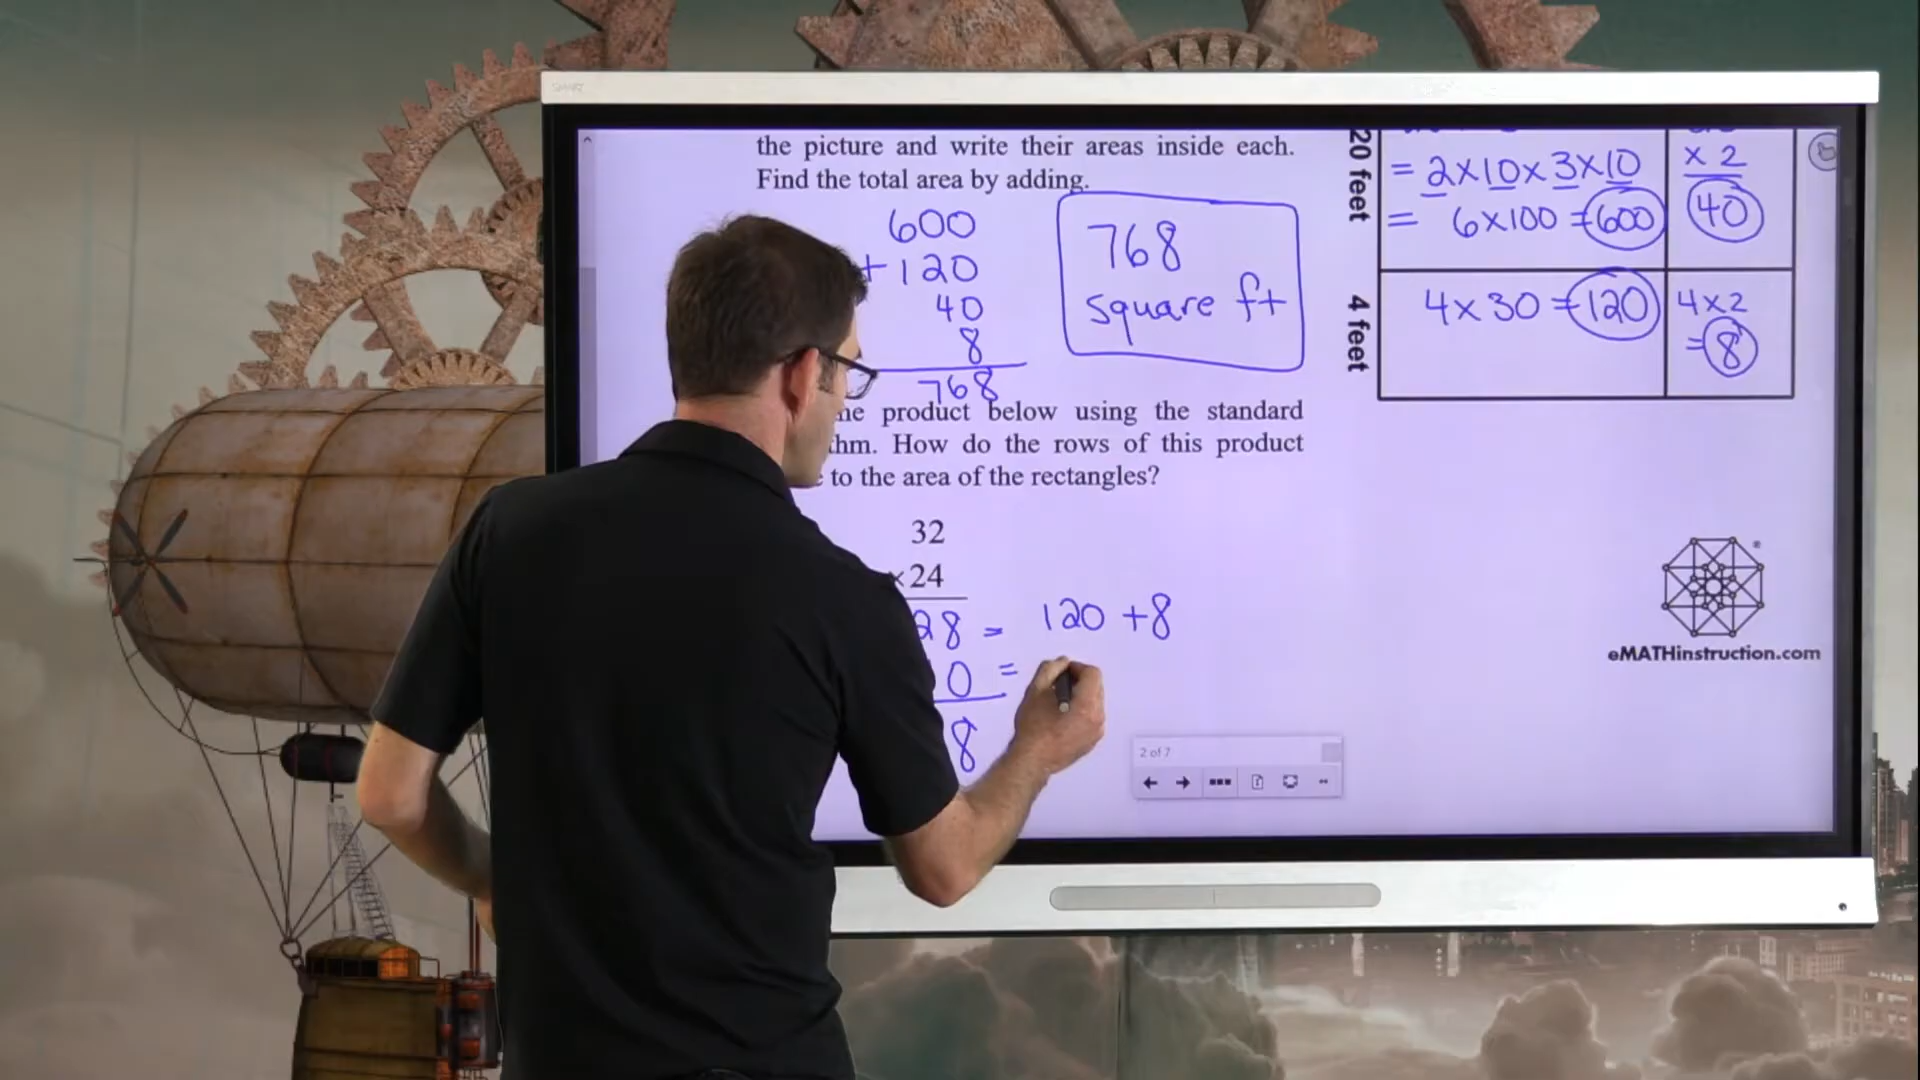 SMART
the picture and write their areas inside each.
Find the total area by adding.
600
+120
40
8
768
768
square ft
product below using the standard
How do the rows of this product
to the area of the rectangles?
32
×24
28 = 120 +8
0 =
8
20 feet
= 2×10×3×10
= 6×100 = 600
× 2
40
4 feet
4×30 = 120
4×2
= 8
eMATHinstruction.com
2 of 7